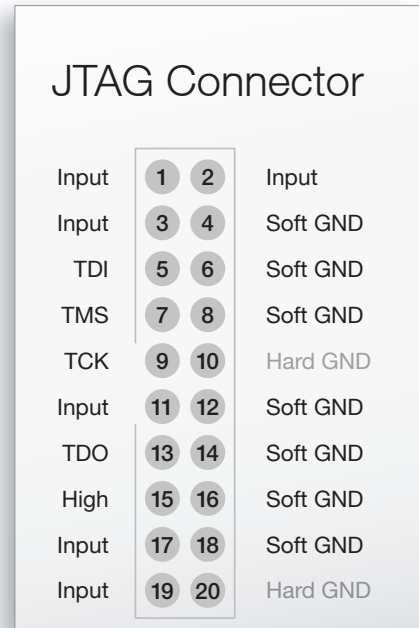 JTAG Connector
Input 1 2 Input
Input 3 4 Soft GND
TDI 5 6 Soft GND
TMS 7 8 Soft GND
TCK 9 10 Hard GND
Input 11 12 Soft GND
TDO 13 14 Soft GND
High 15 16 Soft GND
Input 17 18 Soft GND
Input 19 20 Hard GND